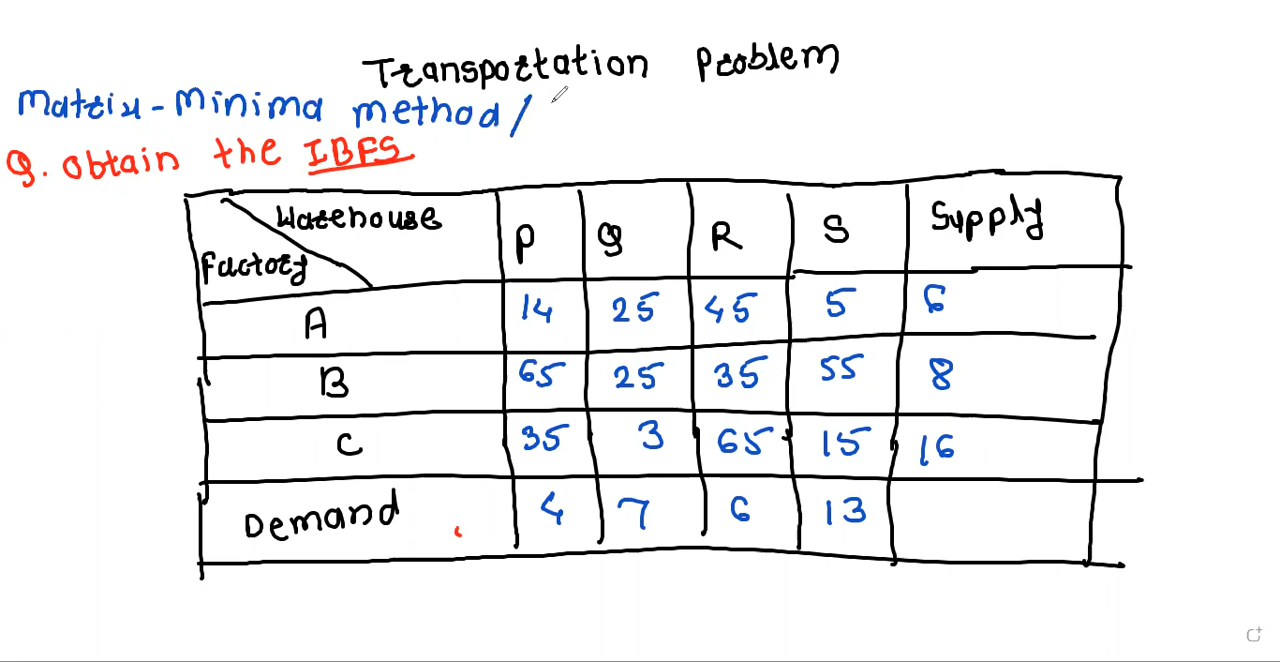 Transportation Problem
Matrix-Minima method/
Q. Obtain the IBFS
Warehouse
Factory P Q R S Supply
A 14 25 45 5 6
B 65 25 35 55 8
C 35 3 65 15 16
Demand 4 7 6 13